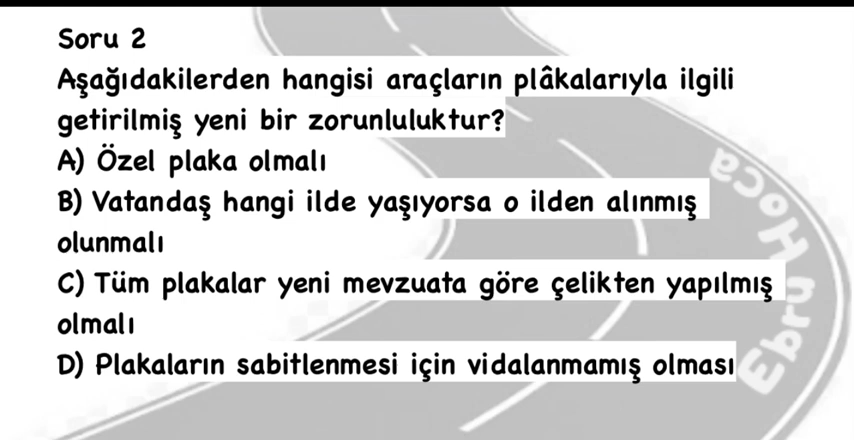 Soru 2
Aşağıdakilerden hangisi araçların plâkalarıyla ilgili
getirilmiş yeni bir zorunluluktur?
A) Özel plaka olmalı
B) Vatandaş hangi ilde yaşıyorsa o ilden alınmış
olunmalı
C) Tüm plakalar yeni mevzuata göre çelikten yapılmış
olmalı
D) Plakaların sabitlenmesi için vidalanmamış olması
Ebru Hoca